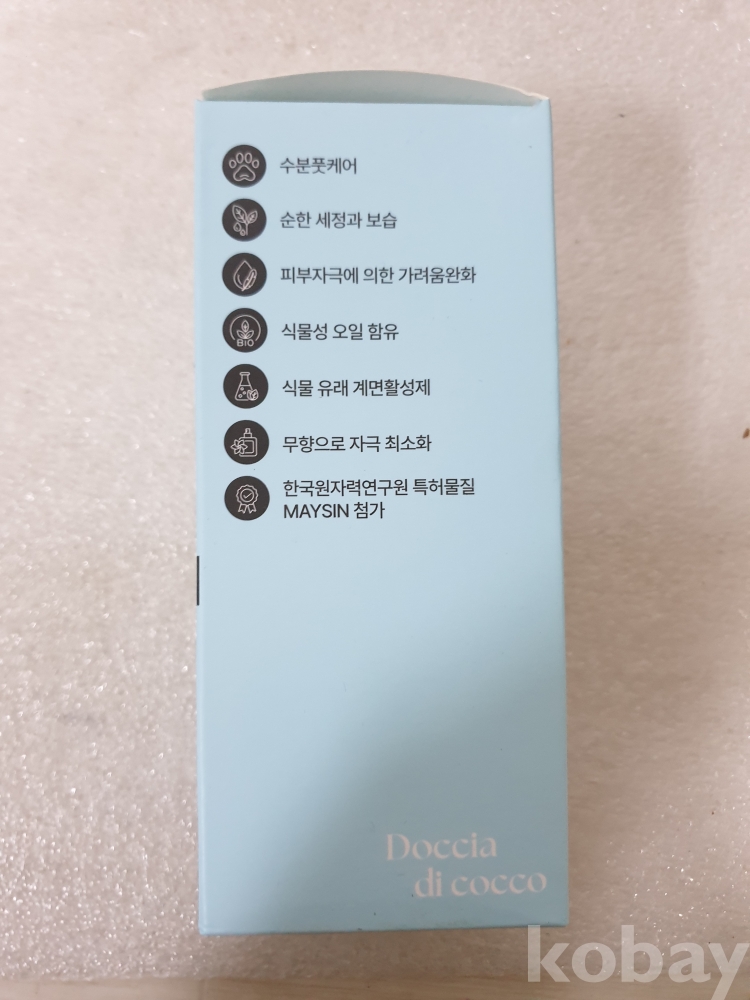 수분풋케어
순한 세정과 보습
피부자극에 의한 가려움완화
BIO
식물성 오일 함유
식물 유래 계면활성제
무향으로 자극 최소화
한국원자력연구원 특허물질
MAYSIN 첨가
Doccia
di cocco
kobay